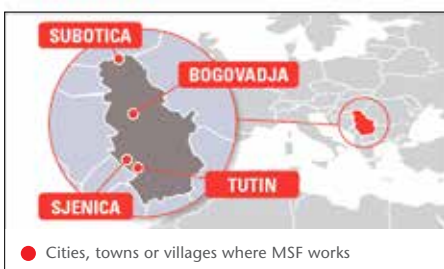 SUBOTICA
BOGOVADJA
TUTIN
SJENICA
Cities, towns or villages where MSF works